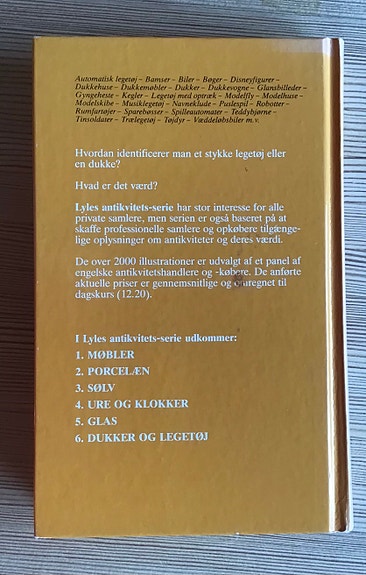 Automatisk legetøj – Bamser – Biler – Bøger – Disneyfigurer –
Dukkehuse – Dukkemøbler – Dukker – Dukkevogne – Glansbilleder –
Gyngeheste – Kegler – Legetøj med optræk – Modelfly – Modelhuse –
Modelskibe – Musiklegetøj – Navneklude – Puslespil – Robotter –
Rumfartøjer – Sparebøsser – Spilleautomater – Teddybjørne –
Tinsoldater – Trælegetøj – Tøjdyr – Væddeløbsbiler m.v.
Hvordan identificerer man et stykke legetøj eller
en dukke?
Hvad er det værd?
Lyles antikvitets-serie har stor interesse for alle
private samlere, men serien er også baseret på at
skaffe professionelle samlere og opkøbere tilgænge-
lige oplysninger om antikviteter og deres værdi.
De over 2000 illustrationer er udvalgt af et panel af
engelske antikvitetshandlere og -købere. De anførte
aktuelle priser er gennemsnitlige og omregnet til
dagskurs (12.20).
I Lyles antikvitets-serie udkommer:
1. MØBLER
2. PORCELÆN
3. SØLV
4. URE OG KLOKKER
5. GLAS
6. DUKKER OG LEGETØJ